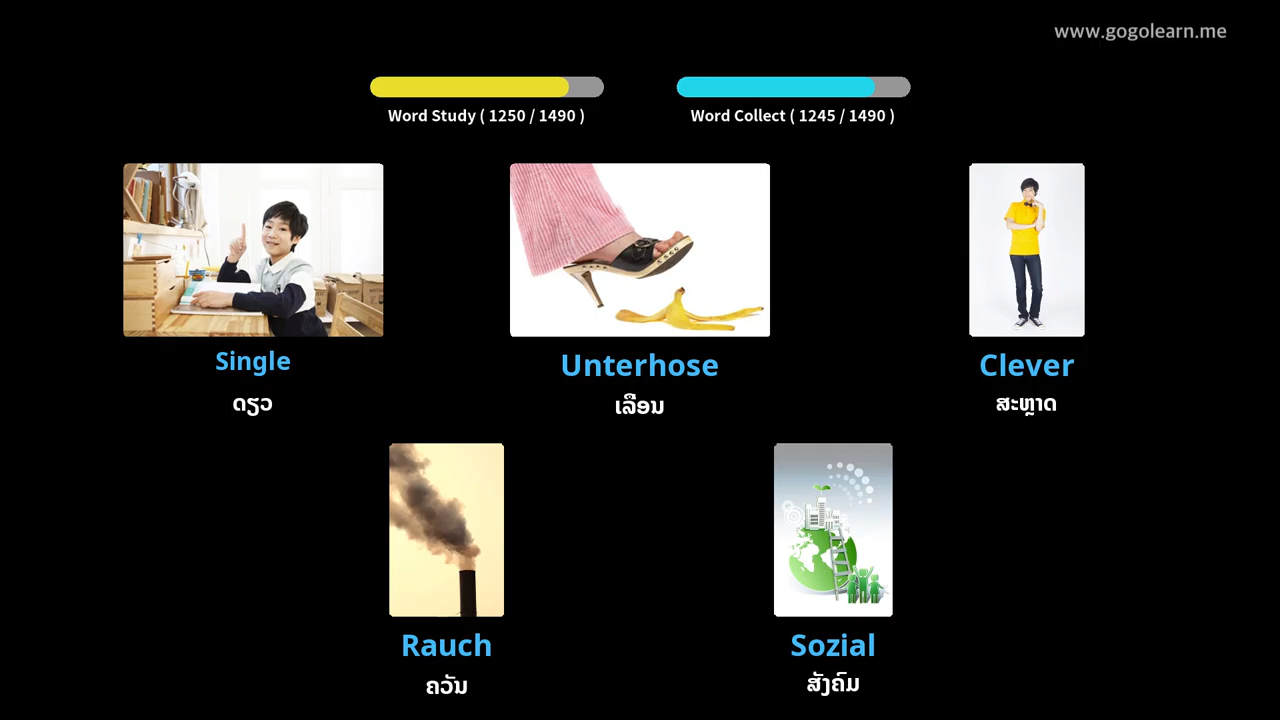 www.gogolearn.me
Word Study ( 1250 / 1490 )
Word Collect ( 1245 / 1490 )
Single
ດຽວ
Unterhose
ເລືອນ
Clever
ສະຫຼາດ
Rauch
ຄວັນ
Sozial
ສັງຄົມ